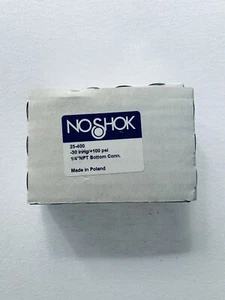 NOSHOK
25-400
-30 inHg/+100 psi
1/4"NPT Bottom Conn.
Made in Poland